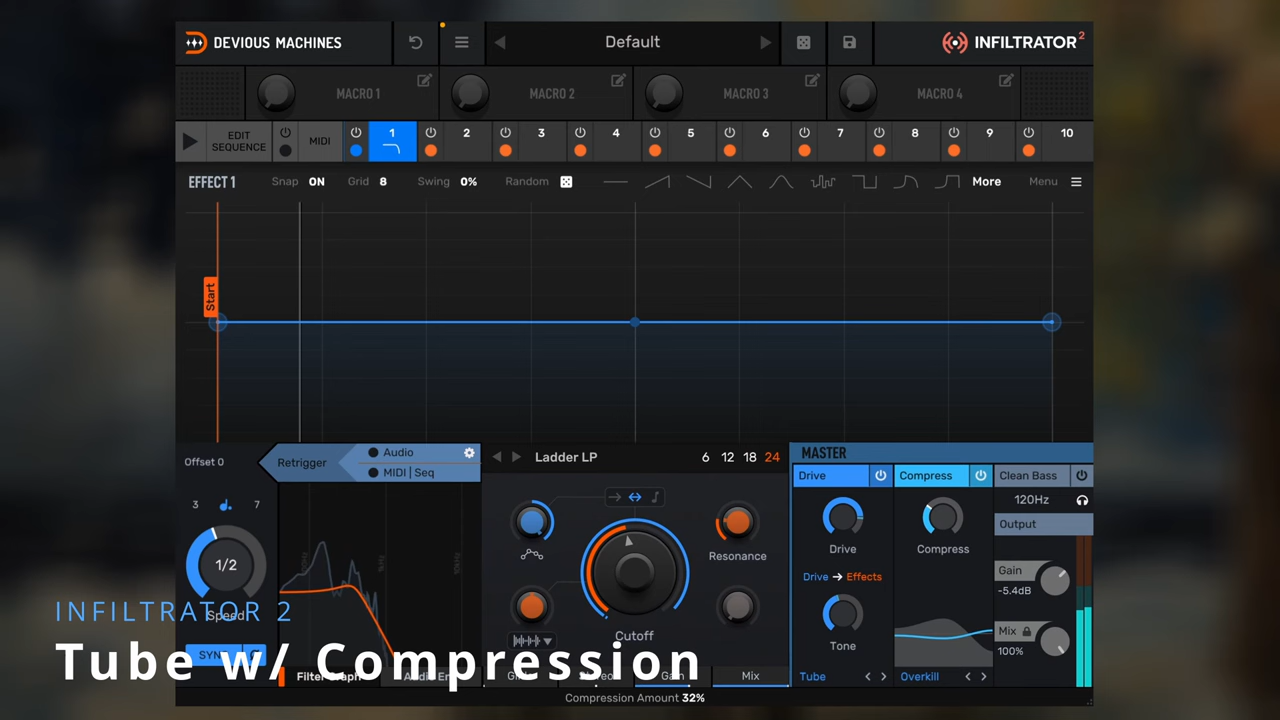 DEVIOUS MACHINES
Default
INFILTRATOR²
MACRO 1
MACRO 2
MACRO 3
MACRO 4
EDIT SEQUENCE
MIDI
1 2 3 4 5 6 7 8 9 10
EFFECT 1
Snap ON
Grid 8
Swing 0%
Random
More
Menu
Start
Offset 0
Retrigger
Audio
MIDI | Seq
3
7
1/2
Speed
Ladder LP
6 12 18 24
Resonance
Cutoff
MASTER
Drive
Compress
Clean Bass
120Hz
Output
Drive
Compress
Drive → Effects
Tone
Gain
-5.4dB
Mix
100%
Tube
Overkill
Gain
Mix
Compression Amount 32%
INFILTRATOR 2
Tube w/ Compression